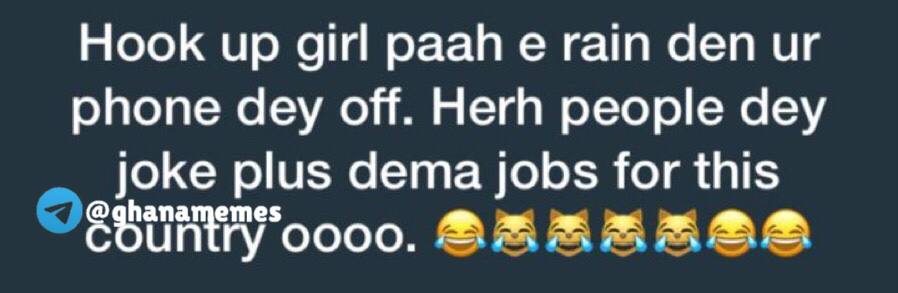 Hook up girl paah e rain den ur
phone dey off. Herh people dey
joke plus dema jobs for this
@ghanamemes
country oooo. 😂😹😹😹😹😂😂